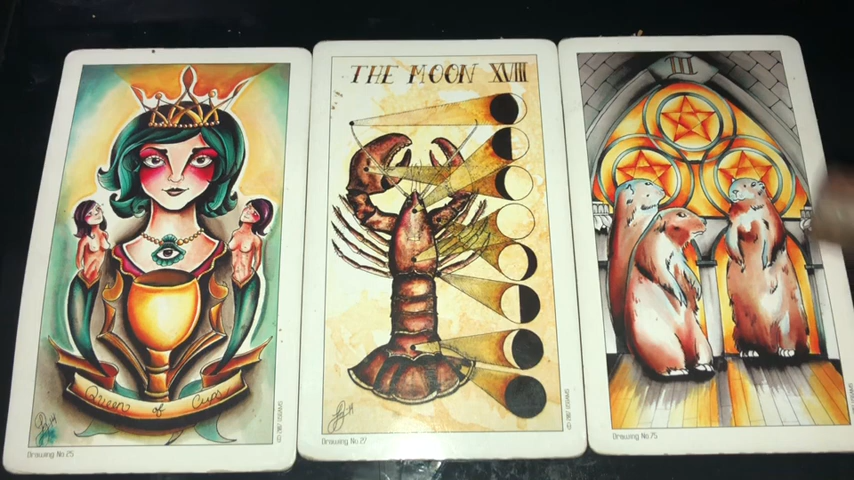 Queen of Cups
Drawing No 25
THE MOON XVIII
Drawing No 27
III
Drawing No 75